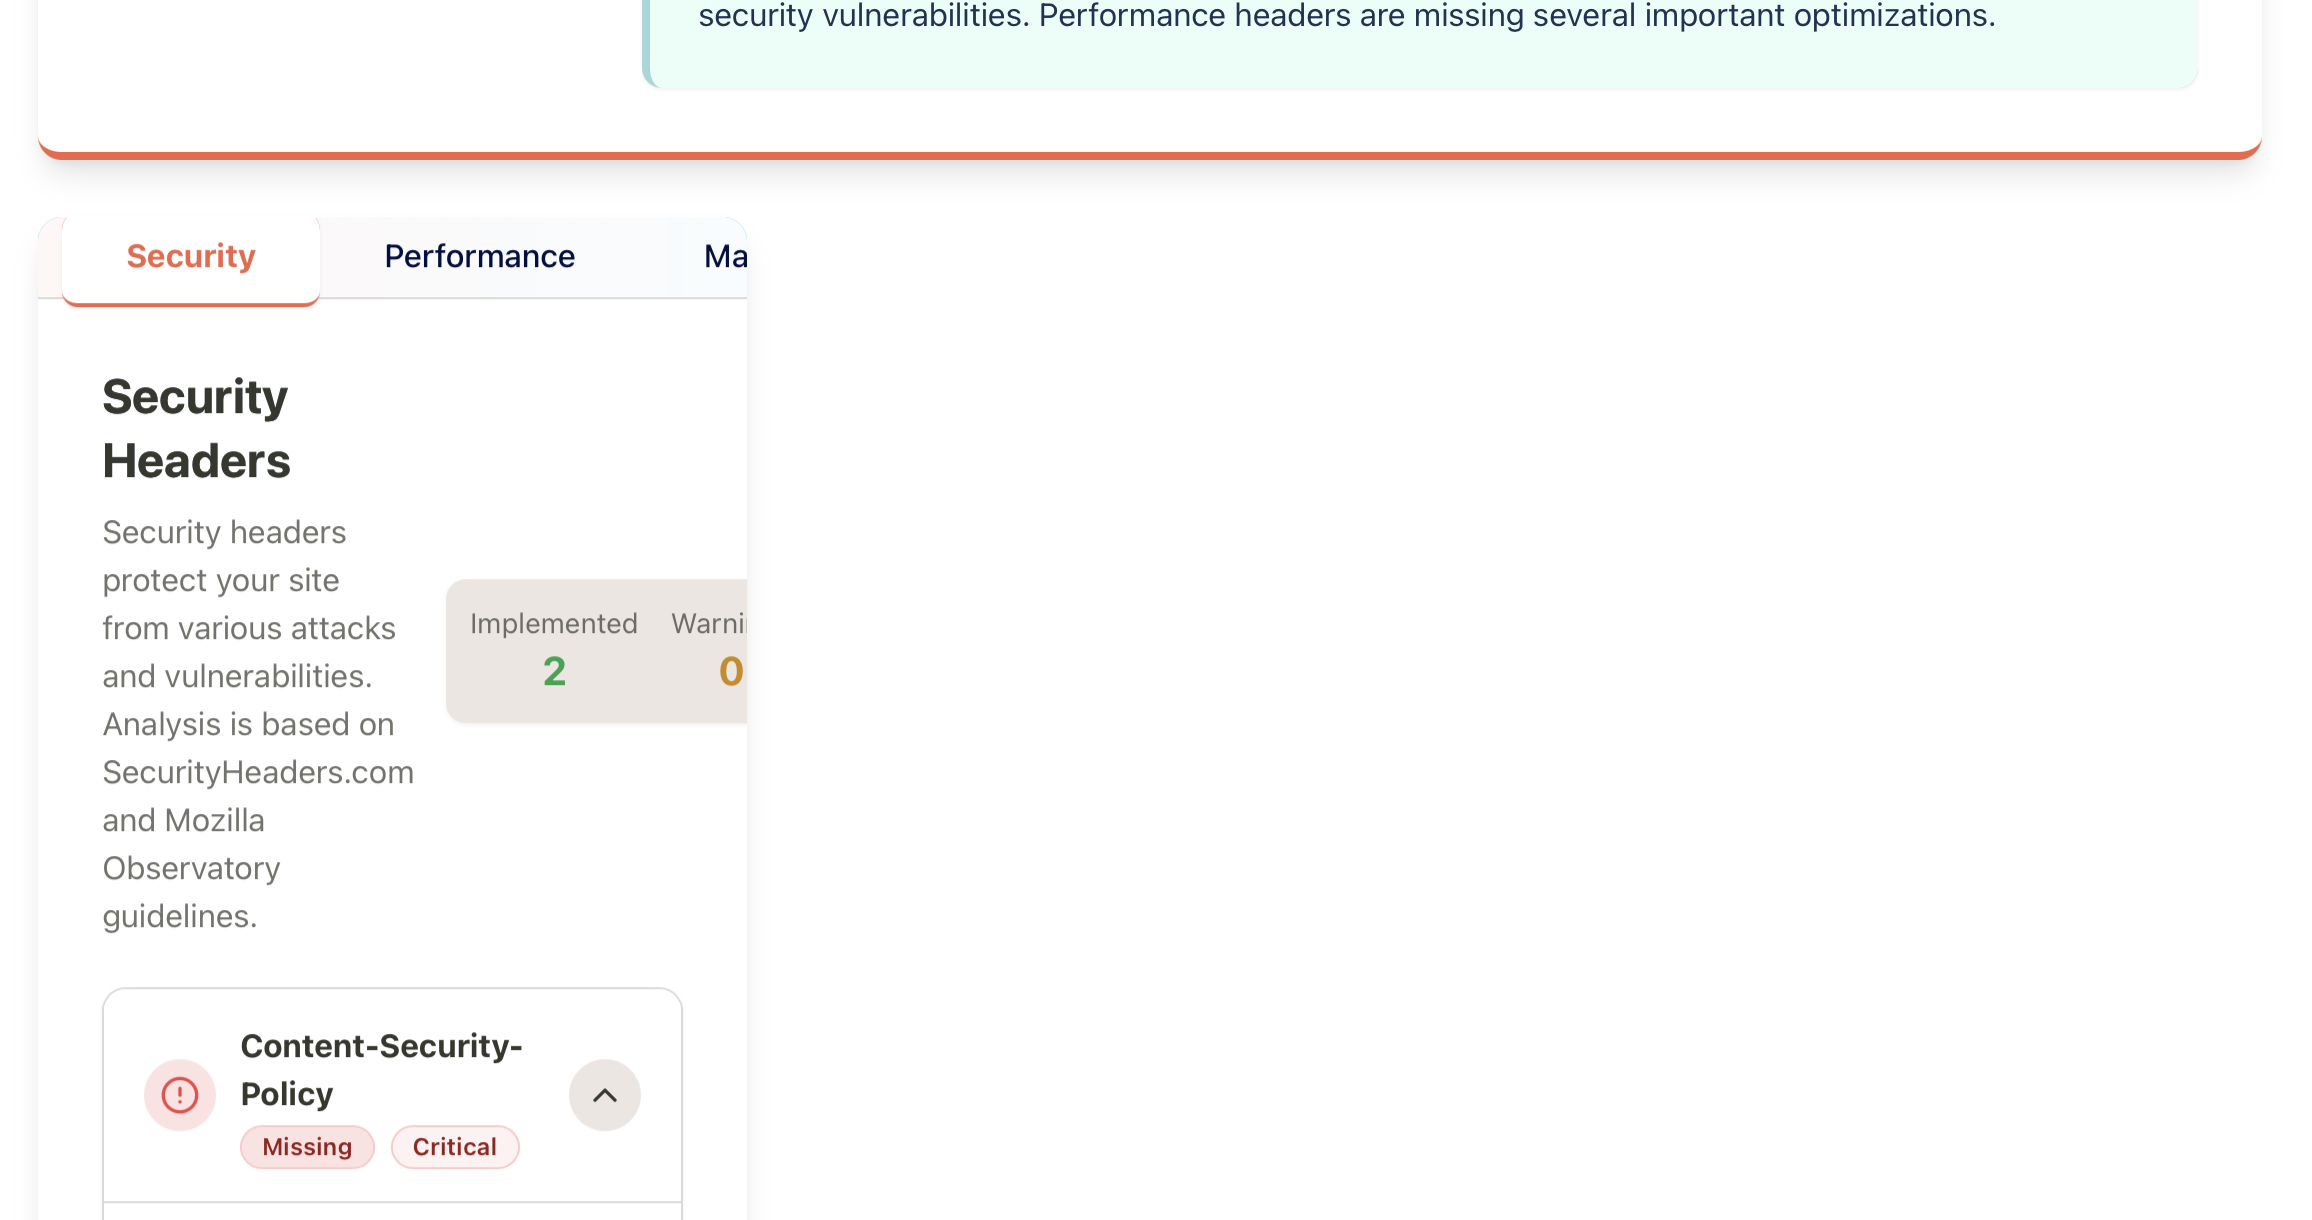 security vulnerabilities. Performance headers are missing several important optimizations.
Security
Performance
Ma
Security
Headers
Security headers
protect your site
from various attacks
and vulnerabilities.
Analysis is based on
SecurityHeaders.com
and Mozilla
Observatory
guidelines.
Implemented
2
Warni
0
Content-Security-
Policy
Missing
Critical